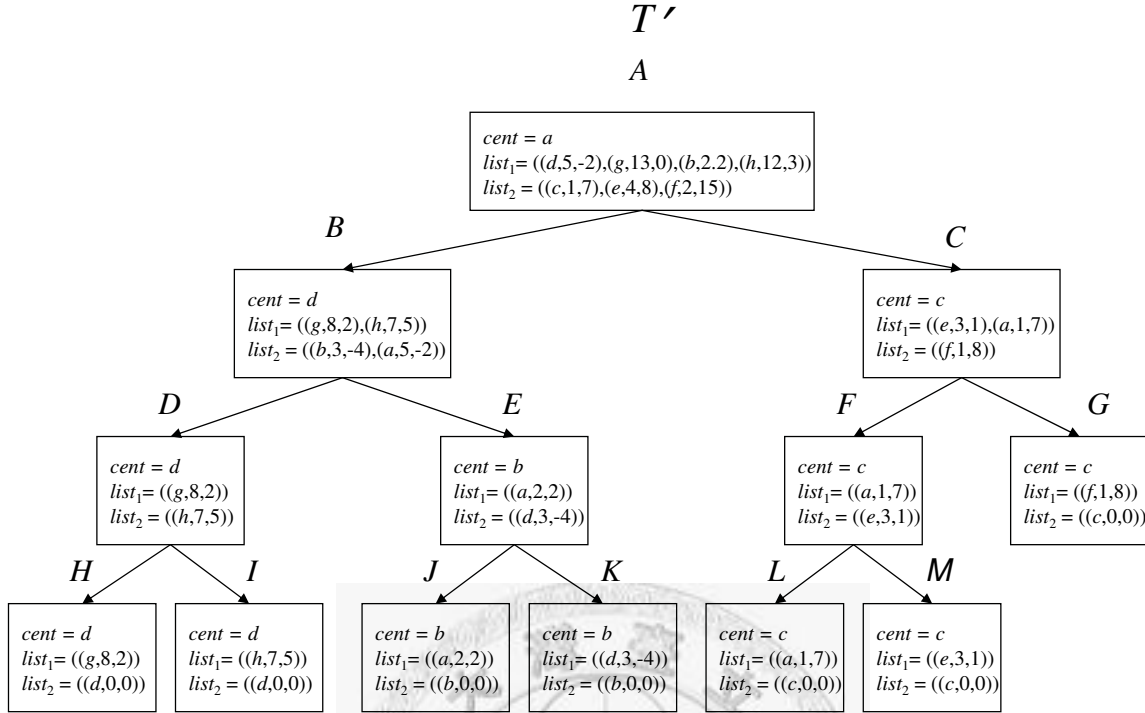 T′
A
cent = a
list1= ((d,5,-2),(g,13,0),(b,2.2),(h,12,3))
list2 = ((c,1,7),(e,4,8),(f,2,15))
B
C
cent = d
list1= ((g,8,2),(h,7,5))
list2 = ((b,3,-4),(a,5,-2))
cent = c
list1= ((e,3,1),(a,1,7))
list2 = ((f,1,8))
D
E
F
G
cent = d
list1= ((g,8,2))
list2 = ((h,7,5))
cent = b
list1= ((a,2,2))
list2 = ((d,3,-4))
cent = c
list1= ((a,1,7))
list2 = ((e,3,1))
cent = c
list1= ((f,1,8))
list2 = ((c,0,0))
H
I
J
K
L
M
cent = d
list1= ((g,8,2))
list2 = ((d,0,0))
cent = d
list1= ((h,7,5))
list2 = ((d,0,0))
cent = b
list1= ((a,2,2))
list2 = ((b,0,0))
cent = b
list1= ((d,3,-4))
list2 = ((b,0,0))
cent = c
list1= ((a,1,7))
list2 = ((c,0,0))
cent = c
list1= ((e,3,1))
list2 = ((c,0,0))